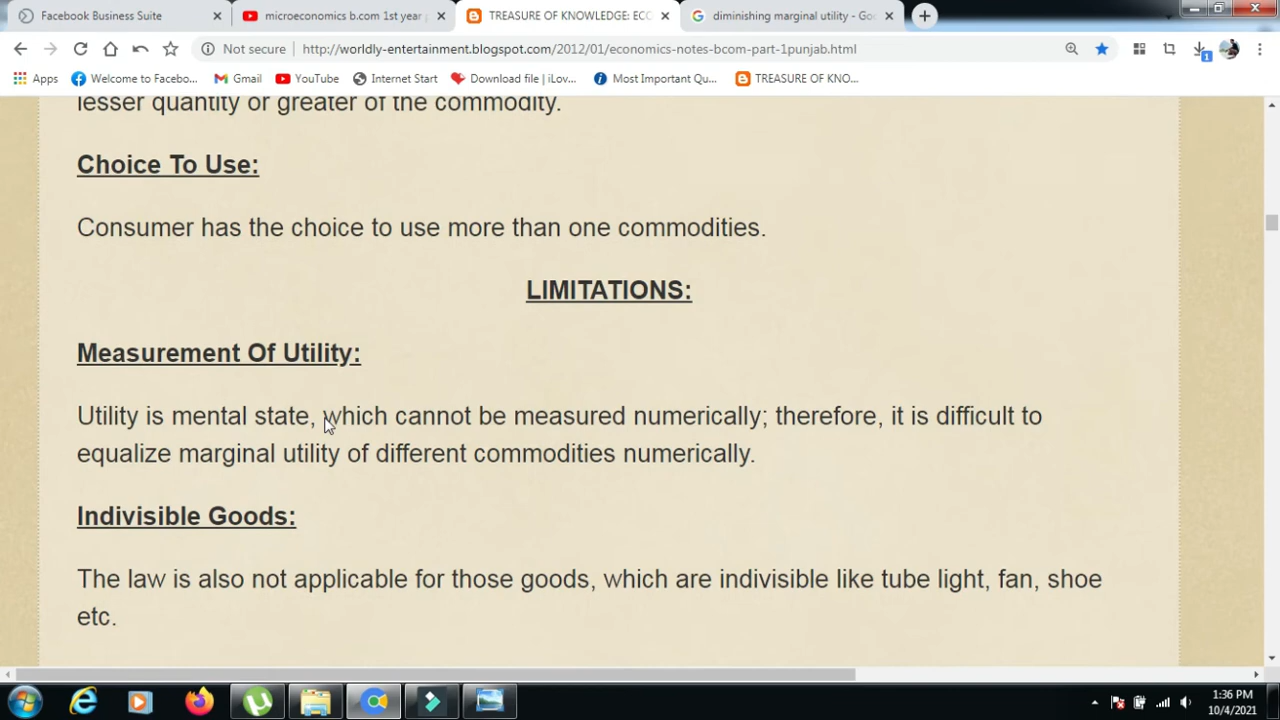 Facebook Business Suite
microeconomics b.com 1st year
TREASURE OF KNOWLEDGE: ECO
diminishing marginal utility - Goo
Not secure
http://worldly-entertainment.blogspot.com/2012/01/economics-notes-bcom-part-1punjab.html
1
Apps
Welcome to Facebo...
Gmail
YouTube
Internet Start
Download file | iLov...
Most Important Qu...
TREASURE OF KNO...
lesser quantity or greater of the commodity.
Choice To Use:
Consumer has the choice to use more than one commodities.
LIMITATIONS:
Measurement Of Utility:
Utility is mental state, which cannot be measured numerically; therefore, it is difficult to
equalize marginal utility of different commodities numerically.
Indivisible Goods:
The law is also not applicable for those goods, which are indivisible like tube light, fan, shoe
etc.
1:36 PM
10/4/2021